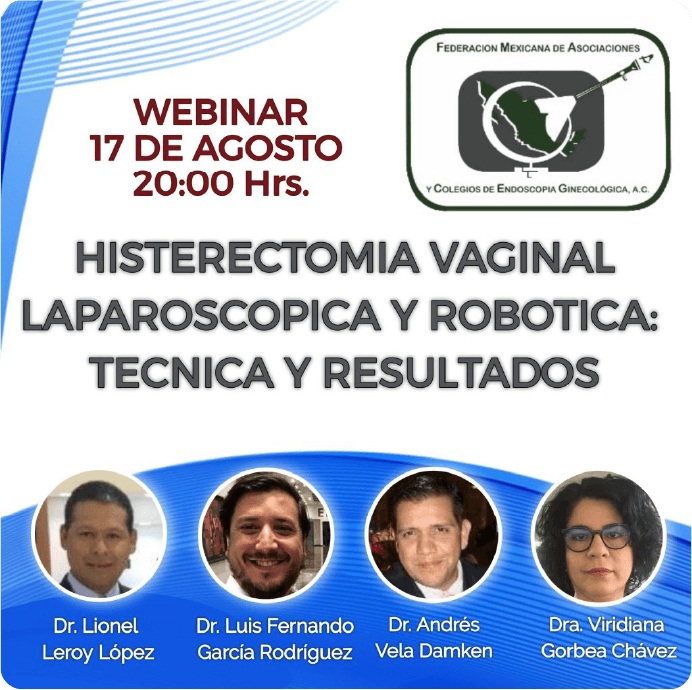 WEBINAR
17 DE AGOSTO
20:00 Hrs.
FEDERACION MEXICANA DE ASOCIACIONES
Y COLEGIOS DE ENDOSCOPIA GINECOLÓGICA, A.C.
HISTERECTOMIA VAGINAL
LAPAROSCOPICA Y ROBOTICA:
TECNICA Y RESULTADOS
Dr. Lionel
Leroy López
Dr. Luis Fernando
García Rodríguez
Dr. Andrés
Vela Damken
Dra. Viridiana
Gorbea Chávez